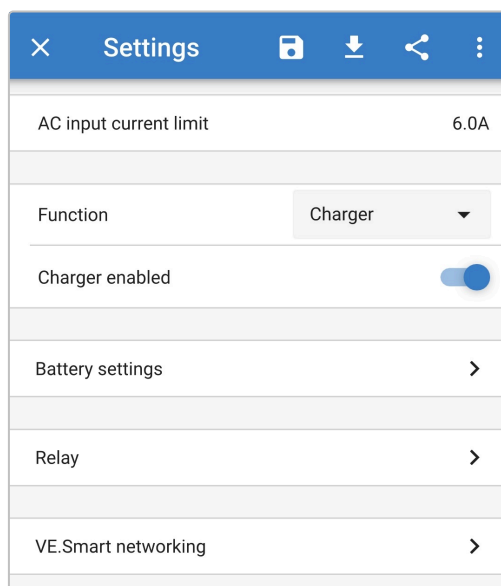 Settings
AC input current limit 6.0A
Function Charger
Charger enabled
Battery settings
Relay
VE.Smart networking